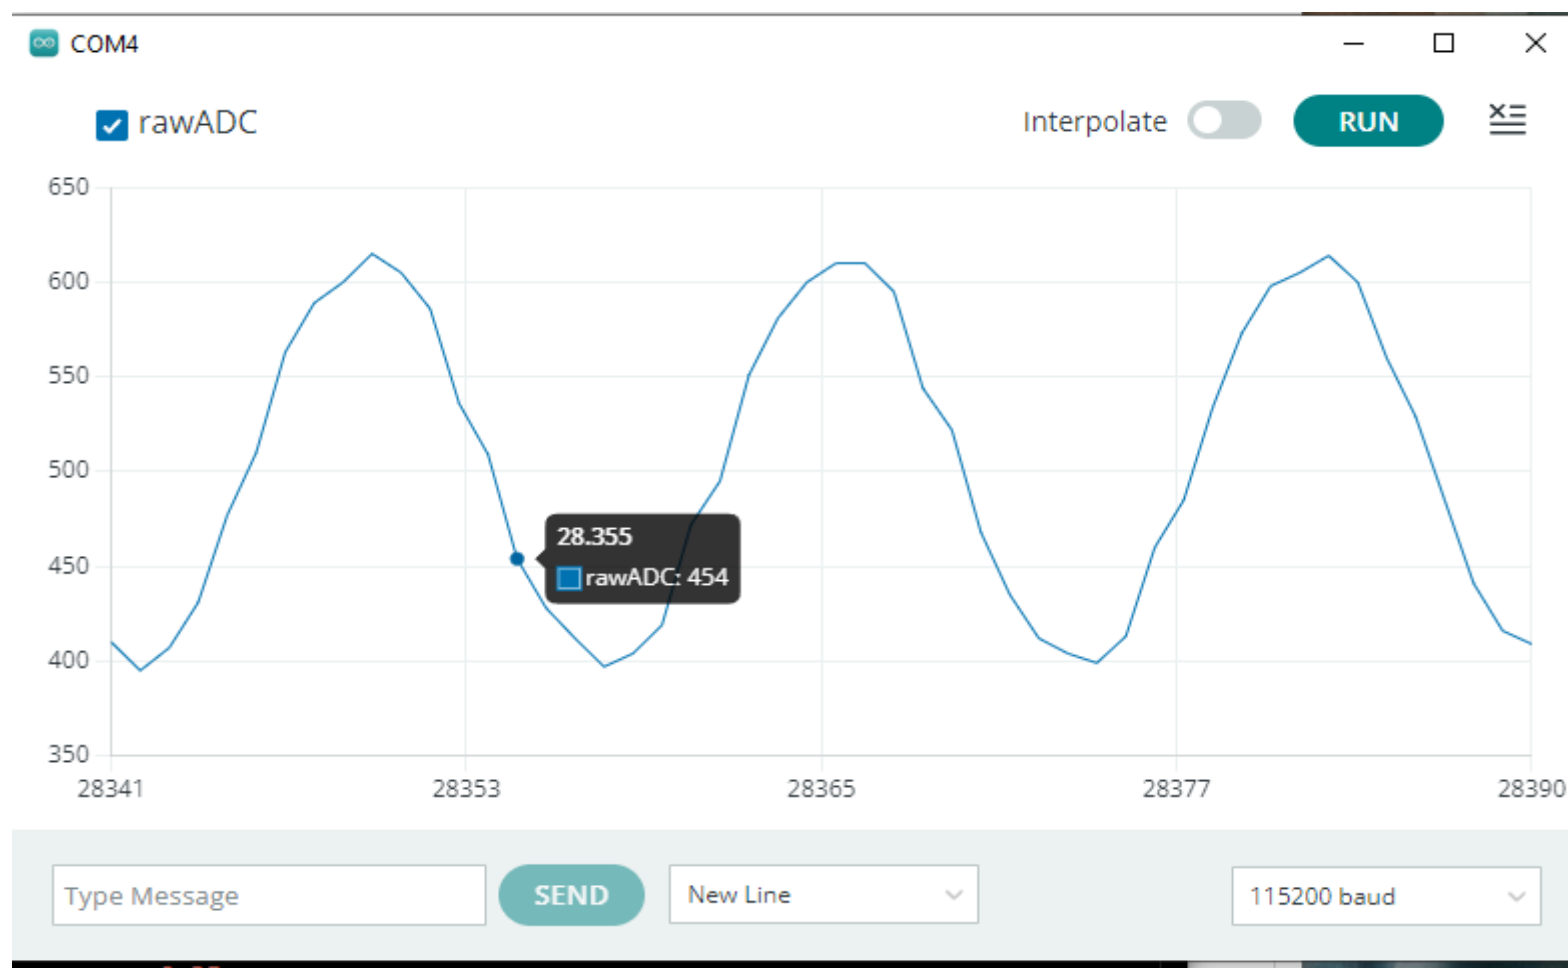 COM4
rawADC
Interpolate
RUN
650
600
550
500
450
400
350
28.355
rawADC: 454
28341
28353
28365
28377
28390
Type Message
SEND
New Line
115200 baud